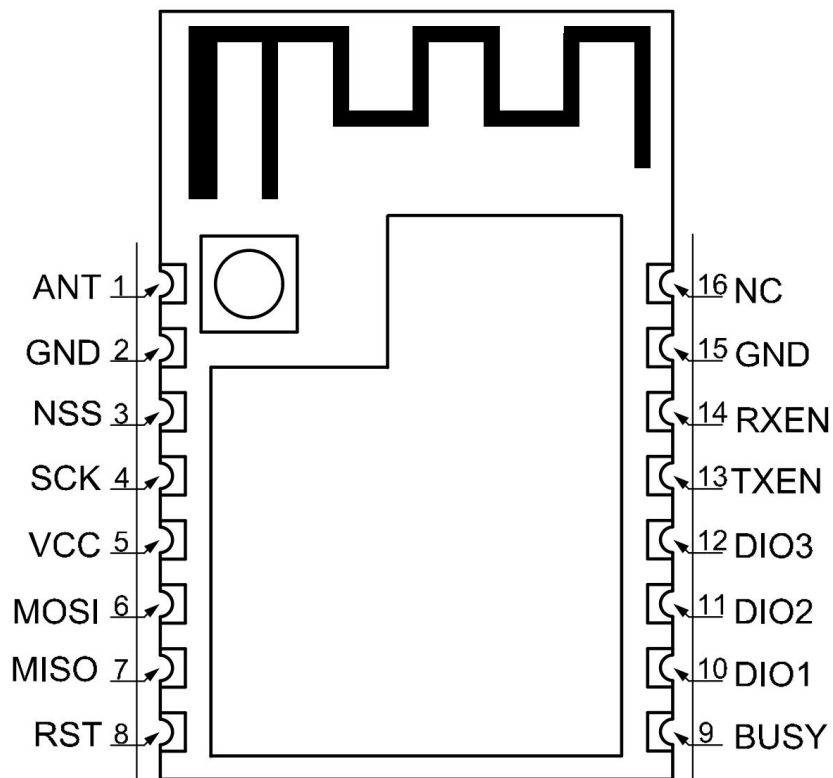 ANT 1
GND 2
NSS 3
SCK 4
VCC 5
MOSI 6
MISO 7
RST 8
16 NC
15 GND
14 RXEN
13 TXEN
12 DIO3
11 DIO2
10 DIO1
9 BUSY